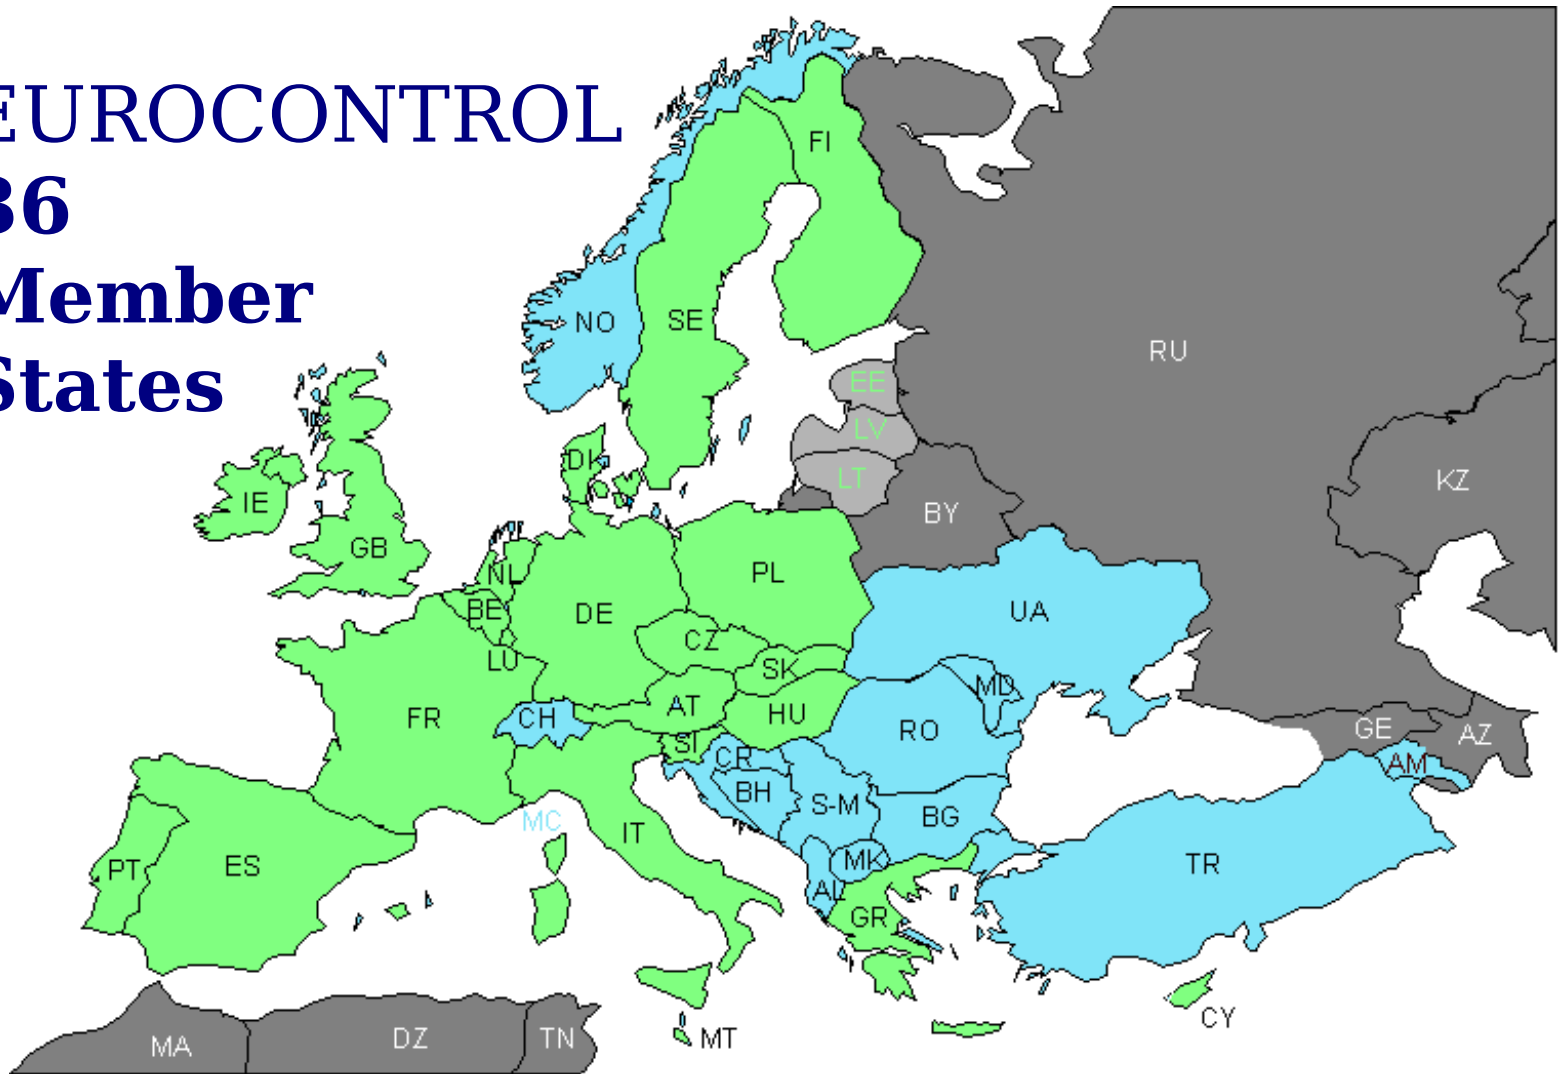 EUROCONTROL
36
Member
States
FI
NO
SE
RU
EE
LV
DK
LT
KZ
IE
BY
GB
NL
PL
BE
DE
UA
CZ
LU
SK
MD
AT
FR
CH
HU
RO
GE
SI
AZ
CR
AM
BH
S-M
BG
MC
IT
MK
TR
PT
ES
AL
GR
CY
MA
DZ
TN
MT